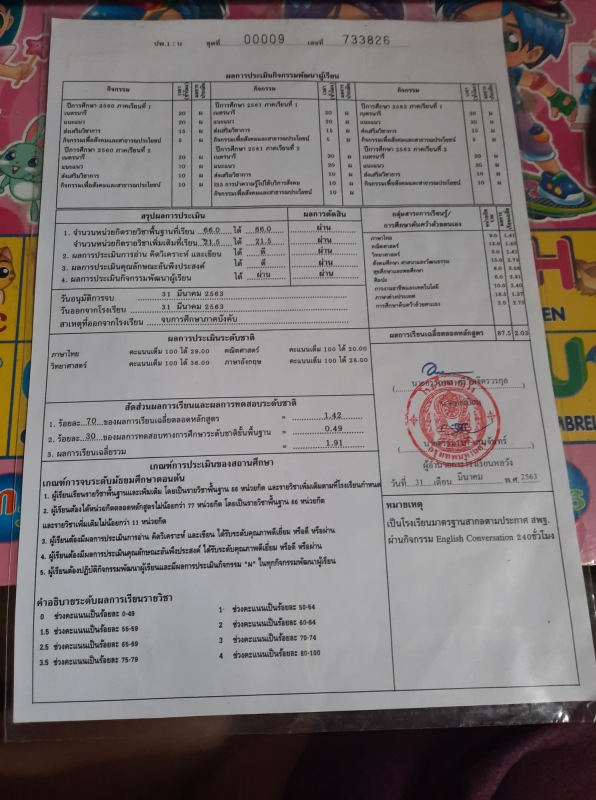 ปพ.1 : บ ชุดที่ 00009 เลขที่ 733826
ผลการประเมินกิจกรรมพัฒนาผู้เรียน
กิจกรรม กิจกรรม กิจกรรม
ปีการศึกษา 2560 ภาคเรียนที่ 1 ปีการศึกษา 2561 ภาคเรียนที่ 1 ปีการศึกษา 2562 ภาคเรียนที่ 1
เนตรนารี 20 ผ เนตรนารี 20 ผ เนตรนารี 20 ผ
แนะแนว 20 ผ แนะแนว 20 ผ แนะแนว 20 ผ
ส่งเสริมวิชาการ 15 ผ ส่งเสริมวิชาการ 15 ผ ส่งเสริมวิชาการ 15 ผ
กิจกรรมเพื่อสังคมและสาธารณประโยชน์ 5 ผ กิจกรรมเพื่อสังคมและสาธารณประโยชน์ 5 ผ กิจกรรมเพื่อสังคมและสาธารณประโยชน์ ผ
ปีการศึกษา 2560 ภาคเรียนที่ 2 ปีการศึกษา 2561 ภาคเรียนที่ 2 ปีการศึกษา 2562 ภาคเรียนที่ 2
เนตรนารี 20 ผ เนตรนารี 20 ผ เนตรนารี 20 ผ
แนะแนว ผ แนะแนว ผ แนะแนว ผ
ส่งเสริมวิชาการ 10 ผ ส่งเสริมวิชาการ 10 ผ ส่งเสริมวิชาการ 10 ผ
กิจกรรมเพื่อสังคมและสาธารณประโยชน์ 10 ผ IS3 การนำความรู้ไปใช้บริการสังคม ผ กิจกรรมเพื่อสังคมและสาธารณประโยชน์ 10 ผ
กิจกรรมเพื่อสังคมและสาธารณประโยชน์ 10 ผ
สรุปผลการประเมิน ผลการตัดสิน
1. จำนวนหน่วยกิตรายวิชาพื้นฐานที่เรียน 66.0 ได้ 66.0 ผ่าน
จำนวนหน่วยกิตรายวิชาเพิ่มเติมที่เรียน 21.5 ได้ 21.5 ผ่าน
2. ผลการประเมินการอ่าน คิดวิเคราะห์ และเขียน ได้ ดี ผ่าน
3. ผลการประเมินคุณลักษณะอันพึงประสงค์ ได้ ดี ผ่าน
4. ผลการประเมินกิจกรรมพัฒนาผู้เรียน ได้ ผ่าน ผ่าน
วันอนุมัติการจบ 31 มีนาคม 2563
วันออกจากโรงเรียน 31 มีนาคม 2563
สาเหตุที่ออกจากโรงเรียน จบการศึกษาภาคบังคับ
กลุ่มสาระการเรียนรู้/
การศึกษาค้นคว้าด้วยตนเอง
ภาษาไทย
คณิตศาสตร์
วิทยาศาสตร์
สังคมศึกษา ศาสนาและวัฒนธรรม
สุขศึกษาและพลศึกษา
ศิลปะ
การงานอาชีพและเทคโนโลยี
ภาษาต่างประเทศ
การศึกษาค้นคว้าด้วยตนเอง
ผลการเรียนเฉลี่ยตลอดหลักสูตร 87.5 2.03
ผลการประเมินระดับชาติ
ภาษาไทย คะแนนเต็ม 100 ได้ 29.00 คณิตศาสตร์ คะแนนเต็ม 100 ได้ 20.00
วิทยาศาสตร์ คะแนนเต็ม 100 ได้ 36.00 ภาษาอังกฤษ คะแนนเต็ม 100 ได้
สัดส่วนผลการเรียนและผลการทดสอบระดับชาติ
1. ร้อยละ 70 ของผลการเรียนเฉลี่ยตลอดหลักสูตร = 1.42
2. ร้อยละ 30 ของผลการทดสอบทางการศึกษาระดับชาติขั้นพื้นฐาน = 0.49
3. ผลการเรียนเฉลี่ยรวม = 1.91
นายทะเบียน
วันที่ 31 เดือน มีนาคม พ.ศ 2563
เกณฑ์การประเมินของสถานศึกษา
เกณฑ์การจบระดับมัธยมศึกษาตอนต้น
1. ผู้เรียนเรียนรายวิชาพื้นฐานและเพิ่มเติม โดยเป็นรายวิชาพื้นฐาน 66 หน่วยกิต และรายวิชาเพิ่มเติมตามที่โรงเรียนกำหนด
2. ผู้เรียนต้องได้หน่วยกิตตลอดหลักสูตรไม่น้อยกว่า 77 หน่วยกิต โดยเป็นรายวิชาพื้นฐาน 66 หน่วยกิต
และรายวิชาเพิ่มเติมไม่น้อยกว่า 11 หน่วยกิต
3. ผู้เรียนต้องมีผลการประเมินการอ่าน คิดวิเคราะห์ และเขียน ได้ระดับคุณภาพดีเยี่ยม หรือดี หรือผ่าน
4. ผู้เรียนต้องมีผลการประเมินคุณลักษณะอันพึงประสงค์ ได้ระดับคุณภาพดีเยี่ยม หรือดี หรือผ่าน
5. ผู้เรียนต้องปฏิบัติกิจกรรมพัฒนาผู้เรียนและมีผลการประเมินกิจกรรม "ผ" ในทุกกิจกรรมพัฒนาผู้เรียน
หมายเหตุ
เป็นโรงเรียนมาตรฐานสากลตามประกาศ สพฐ.
ผ่านกิจกรรม English Conversation 240ชั่วโมง
คำอธิบายระดับผลการเรียนรายวิชา
0 ช่วงคะแนนเป็นร้อยละ 0-49 1 ช่วงคะแนนเป็นร้อยละ 50-54
1.5 ช่วงคะแนนเป็นร้อยละ 55-59 2 ช่วงคะแนนเป็นร้อยละ 60-64
2.5 ช่วงคะแนนเป็นร้อยละ 65-69 3 ช่วงคะแนนเป็นร้อยละ 70-74
3.5 ช่วงคะแนนเป็นร้อยละ 75-79 4 ช่วงคะแนนเป็นร้อยละ 80-100